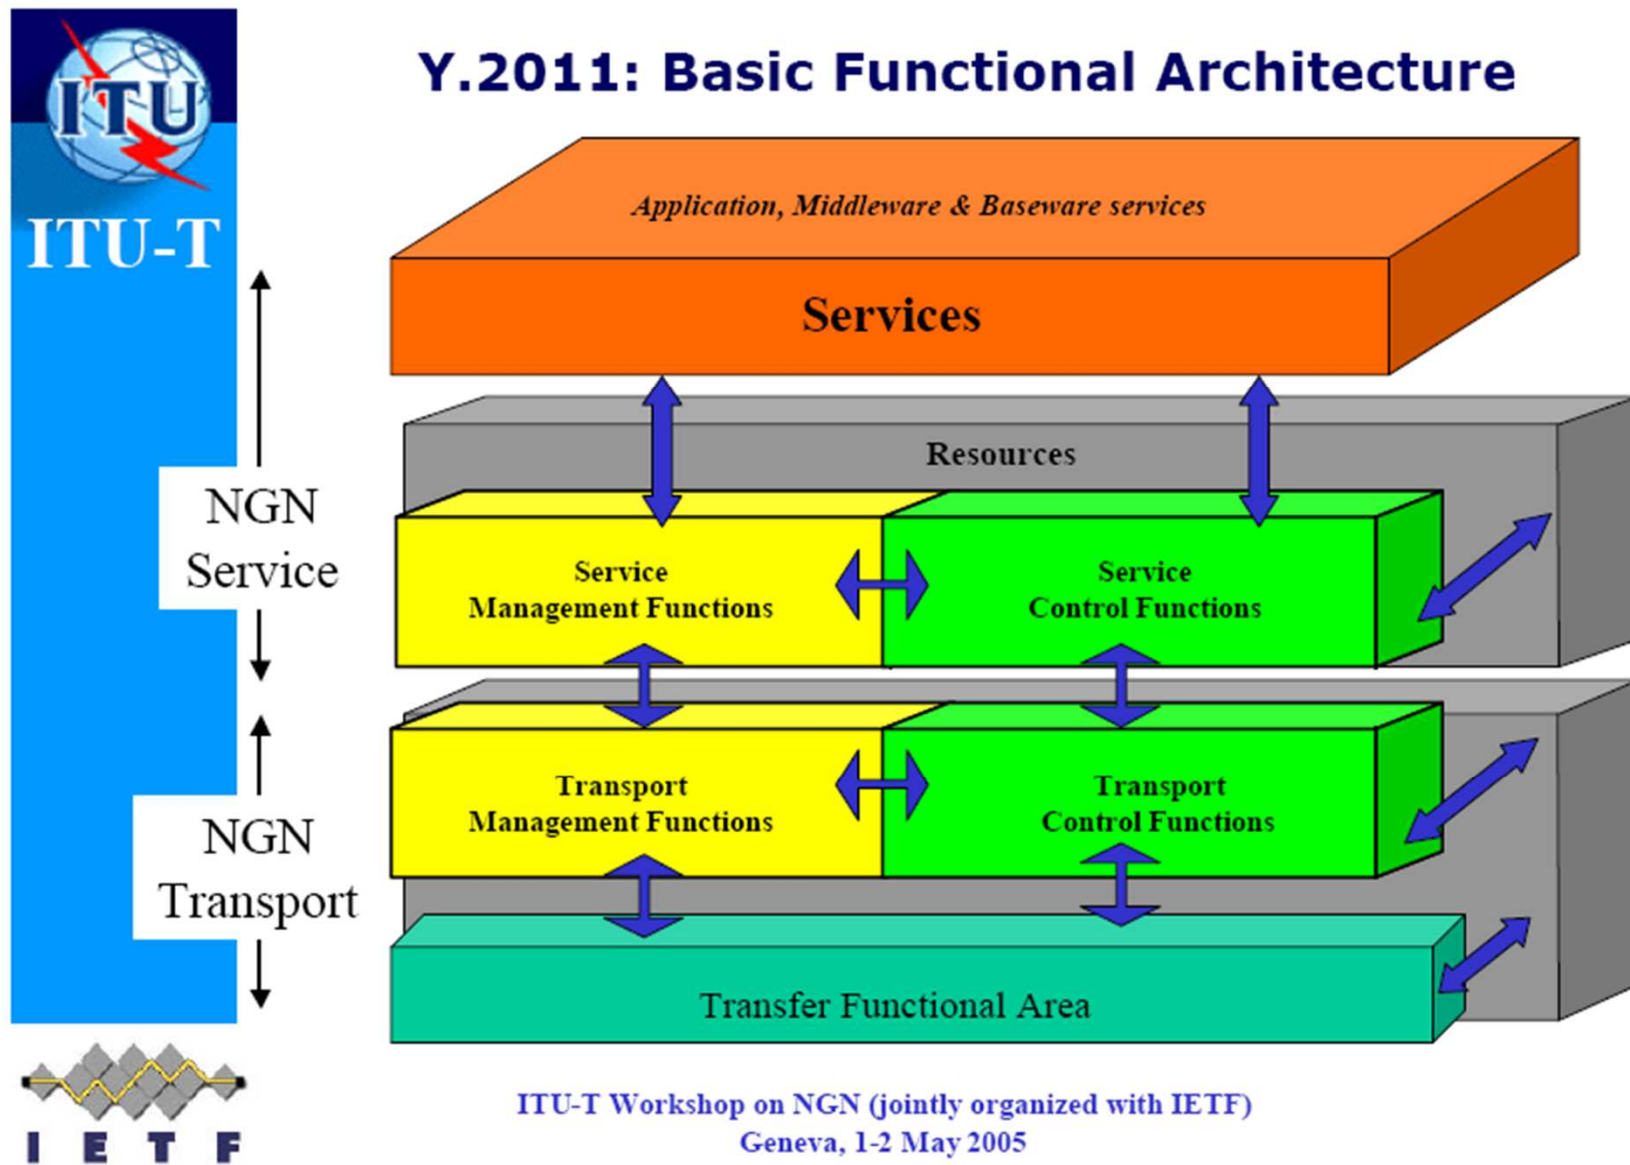 ITU
ITU-T
Y.2011: Basic Functional Architecture
Application, Middleware & Baseware services
Services
Resources
NGN
Service
Service
Management Functions
Service
Control Functions
NGN
Transport
Transport
Management Functions
Transport
Control Functions
Transfer Functional Area
I E T F
ITU-T Workshop on NGN (jointly organized with IETF)
Geneva, 1-2 May 2005